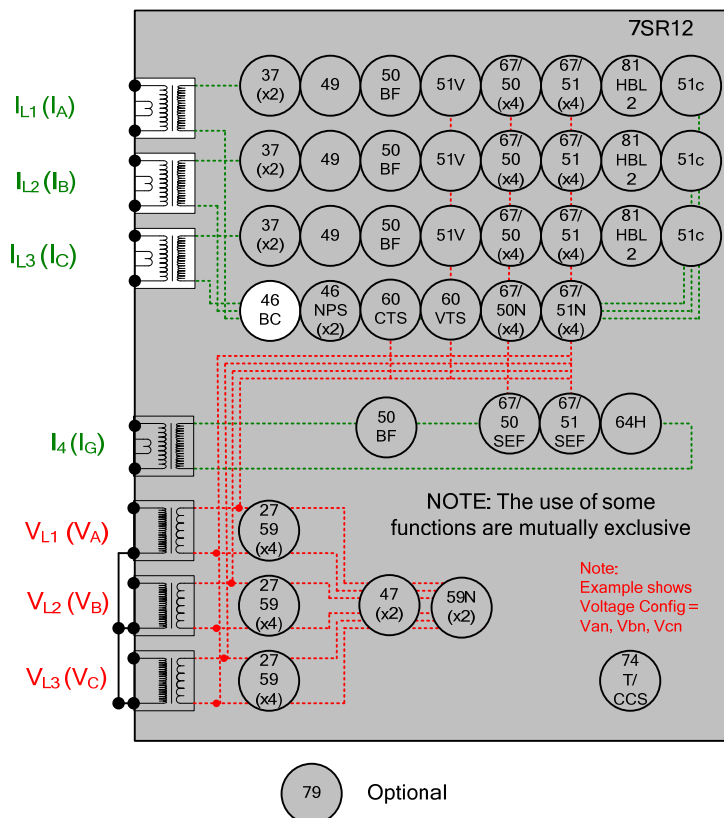 7SR12
IL1 (IA)
37
(x2)
49
50
BF
51V
67/
50
(x4)
67/
51
(x4)
81
HBL
2
51c
IL2 (IB)
37
(x2)
49
50
BF
51V
67/
50
(x4)
67/
51
(x4)
81
HBL
2
51c
IL3 (IC)
37
(x2)
49
50
BF
51V
67/
50
(x4)
67/
51
(x4)
81
HBL
2
51c
46
BC
46
NPS
(x2)
60
CTS
60
VTS
67/
50N
(x4)
67/
51N
(x4)
I4 (IG)
50
BF
67/
50
SEF
67/
51
SEF
64H
NOTE: The use of some
functions are mutually exclusive
VL1 (VA)
27
59
(x4)
VL2 (VB)
27
59
(x4)
47
(x2)
59N
(x2)
Note:
Example shows
Voltage Config =
Van, Vbn, Vcn
VL3 (VC)
27
59
(x4)
74
T/
CCS
79
Optional